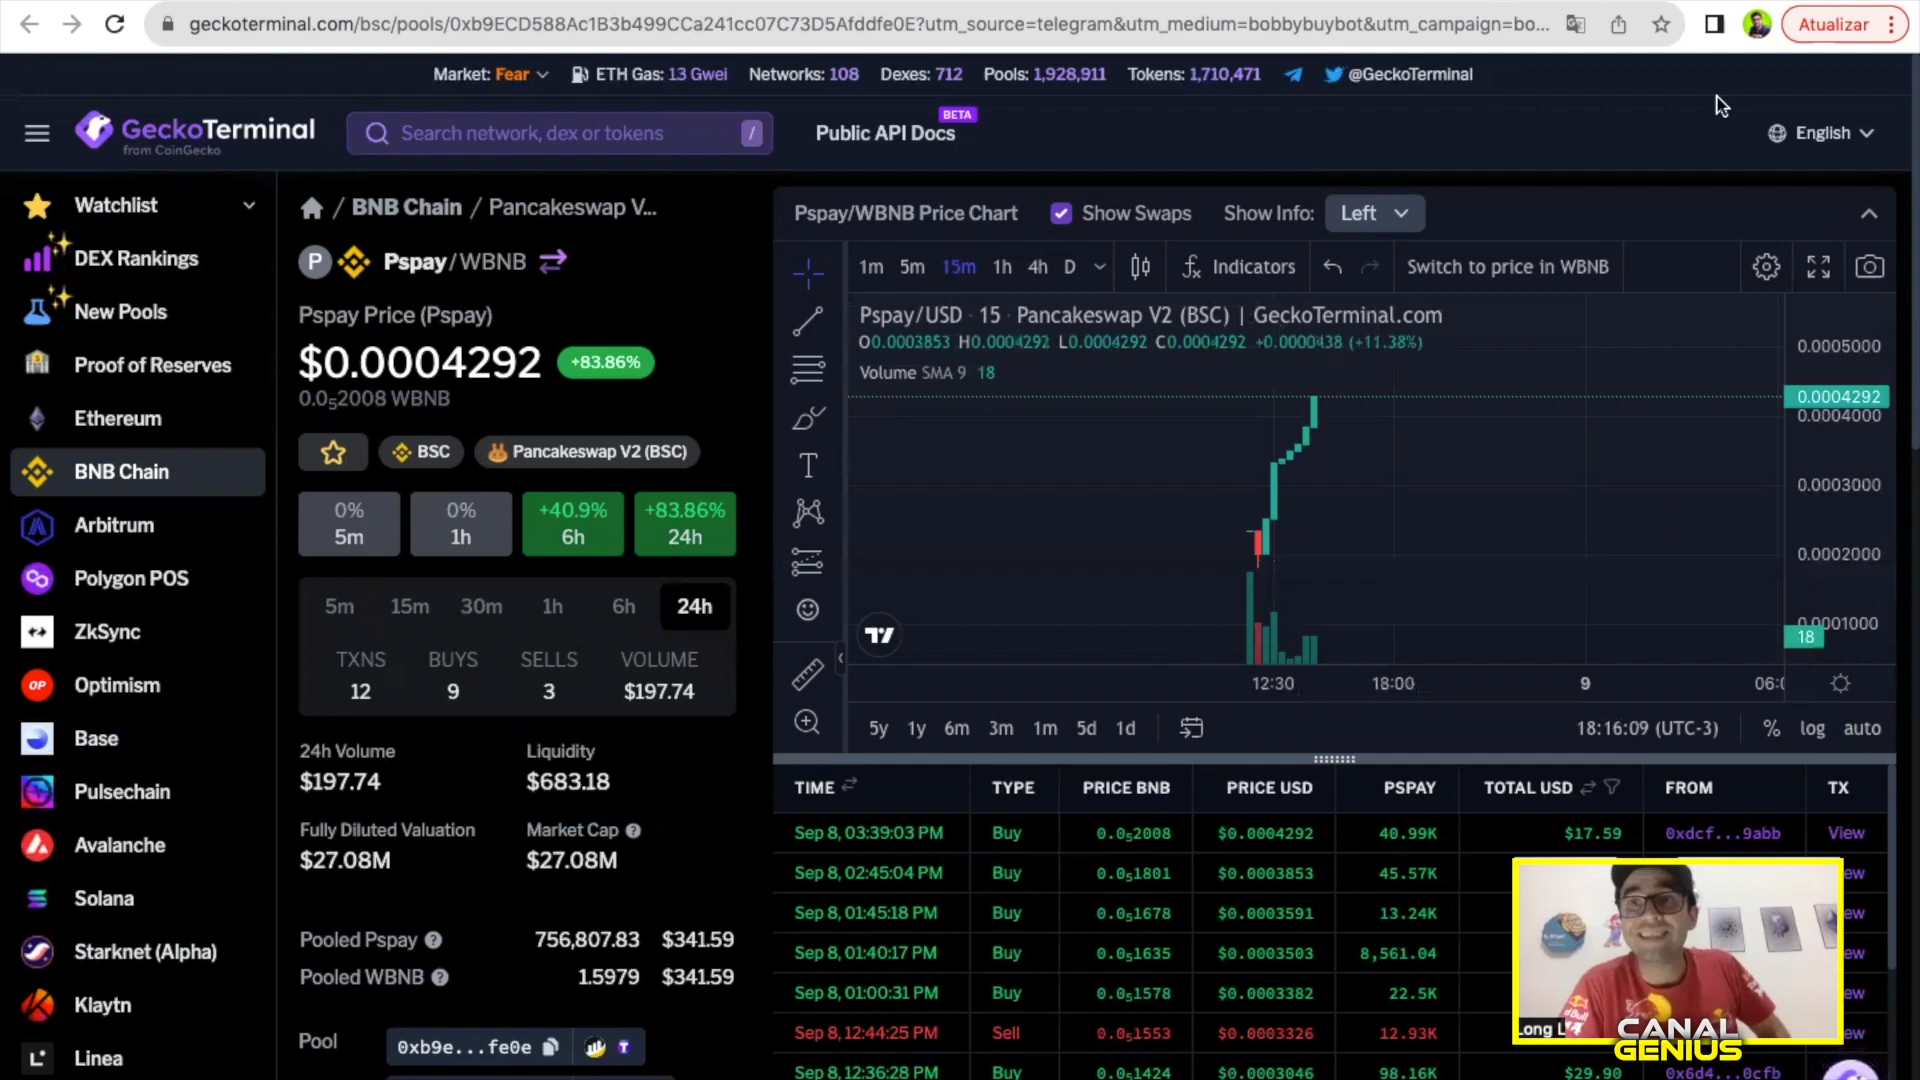 geckoterminal.com/bsc/pools/0xb9ECD588Ac1B3b499CCa241cc07C73D5Afddfe0E?utm_source=telegram&utm_medium=bobbybuybot&utm_campaign=bo...
Atualizar
Market: Fear
ETH Gas: 13 Gwei
Networks: 108
Dexes: 712
Pools: 1,928,911
Tokens: 1,710,471
@GeckoTerminal
GeckoTerminal
from CoinGecko
Search network, dex or tokens
/
Public API Docs
BETA
English
Watchlist
DEX Rankings
New Pools
Proof of Reserves
Ethereum
BNB Chain
Arbitrum
Polygon POS
ZkSync
OP
Optimism
Base
Pulsechain
Avalanche
Solana
Starknet (Alpha)
Klaytn
Linea
/ BNB Chain / Pancakeswap V...
P
Pspay/WBNB
Pspay Price (Pspay)
$0.0004292
+83.86%
0.0₅2008 WBNB
BSC
Pancakeswap V2 (BSC)
0% 0% +40.9% +83.86%
5m 1h 6h 24h
5m 15m 30m 1h 6h 24h
TXNS BUYS SELLS VOLUME
12 9 3 $197.74
24h Volume Liquidity
$197.74 $683.18
Fully Diluted Valuation Market Cap
$27.08M $27.08M
Pooled Pspay 756,807.83 $341.59
Pooled WBNB 1.5979 $341.59
Pool 0xb9e...fe0e
Pspay/WBNB Price Chart
Show Swaps
Show Info: Left
1m 5m 15m 1h 4h D
Indicators
Switch to price in WBNB
Pspay/USD · 15 · Pancakeswap V2 (BSC) | GeckoTerminal.com
O0.0003853 H0.0004292 L0.0004292 C0.0004292 +0.0000438 (+11.38%)
Volume SMA 9 18
0.0005000
0.0004292
0.0004000
0.0003000
0.0002000
0.0001000
18
12:30 18:00 9
5y 1y 6m 3m 1m 5d 1d
18:16:09 (UTC-3)
% log auto
TIME TYPE PRICE BNB PRICE USD PSPAY TOTAL USD FROM TX
Sep 8, 03:39:03 PM Buy 0.0₅2008 $0.0004292 40.99K $17.59 0xdcf...9abb View
Sep 8, 02:45:04 PM Buy 0.0₅1801 $0.0003853 45.57K
Sep 8, 01:45:18 PM Buy 0.0₅1678 $0.0003591 13.24K
Sep 8, 01:40:17 PM Buy 0.0₅1635 $0.0003503 8,561.04
Sep 8, 01:00:31 PM Buy 0.0₅1578 $0.0003382 22.5K
Sep 8, 12:44:25 PM Sell 0.0₅1553 $0.0003326 12.93K
Sep 8, 12:36:28 PM Buy 0.0₅1424 $0.0003046 98.16K $29.90 0x6d4...0cfb View
Long
CANAL
GENIUS